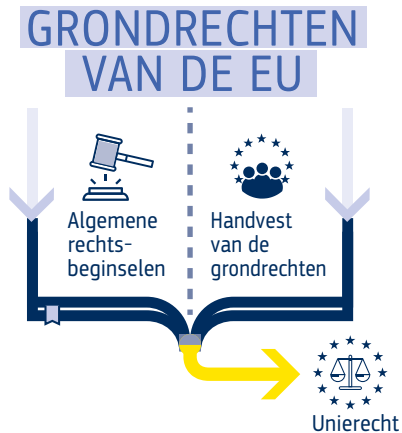 GRONDRECHTEN
VAN DE EU
Algemene
rechts-
beginselen
Handvest
van de
grondrechten
Unierecht